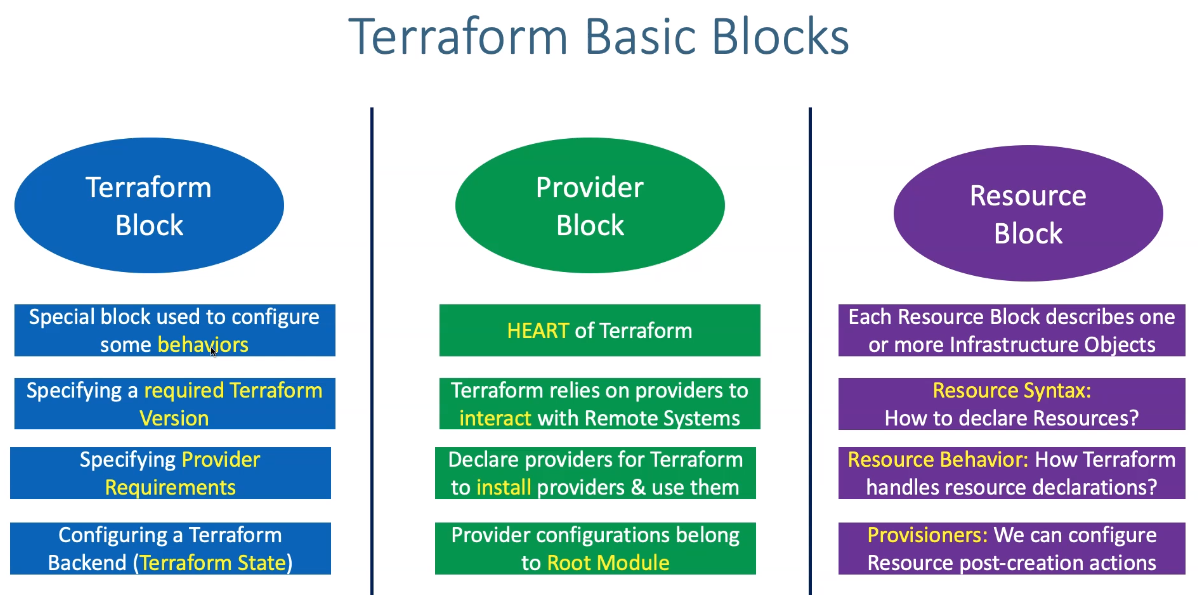 Terraform Basic Blocks
Terraform
Block
Special block used to configure
some behaviors
Specifying a required Terraform
Version
Specifying Provider
Requirements
Configuring a Terraform
Backend (Terraform State)
Provider
Block
HEART of Terraform
Terraform relies on providers to
interact with Remote Systems
Declare providers for Terraform
to install providers & use them
Provider configurations belong
to Root Module
Resource
Block
Each Resource Block describes one
or more Infrastructure Objects
Resource Syntax:
How to declare Resources?
Resource Behavior: How Terraform
handles resource declarations?
Provisioners: We can configure
Resource post-creation actions